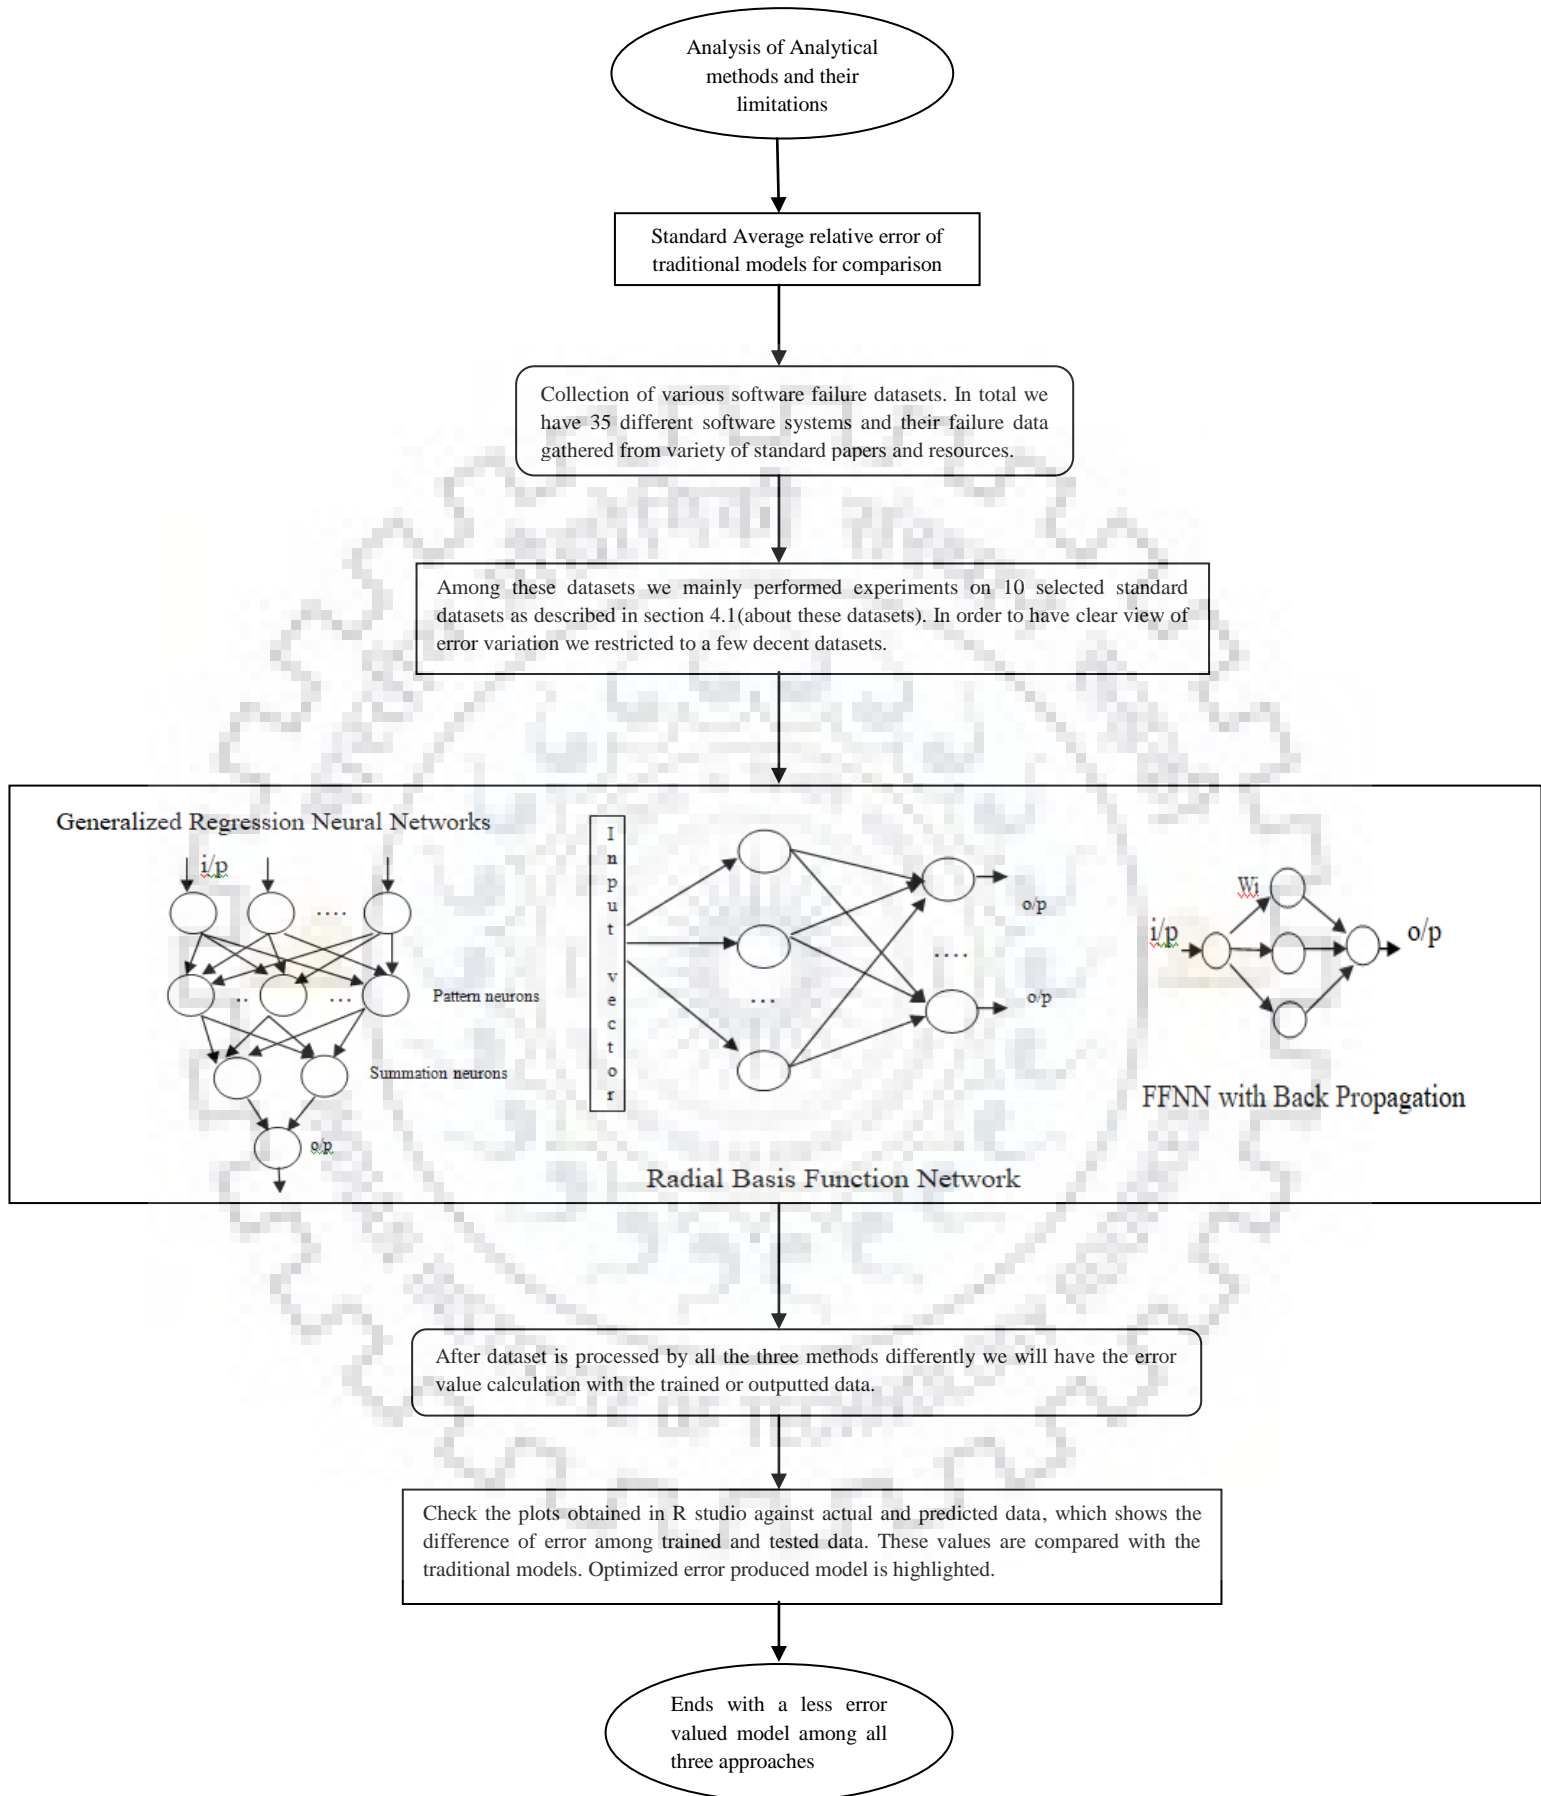 Analysis of Analytical
methods and their
limitations
Standard Average relative error of
traditional models for comparison
Collection of various software failure datasets. In total we
have 35 different software systems and their failure data
gathered from variety of standard papers and resources.
Among these datasets we mainly performed experiments on 10 selected standard
datasets as described in section 4.1(about these datasets). In order to have clear view of
error variation we restricted to a few decent datasets.
Generalized Regression Neural Networks
i/p
....
.. ...
Pattern neurons
Summation neurons
o/p
Input vector
...
o/p
....
o/p
Radial Basis Function Network
Wi
i/p
o/p
FFNN with Back Propagation
After dataset is processed by all the three methods differently we will have the error
value calculation with the trained or outputted data.
Check the plots obtained in R studio against actual and predicted data, which shows the
difference of error among trained and tested data. These values are compared with the
traditional models. Optimized error produced model is highlighted.
Ends with a less error
valued model among all
three approaches